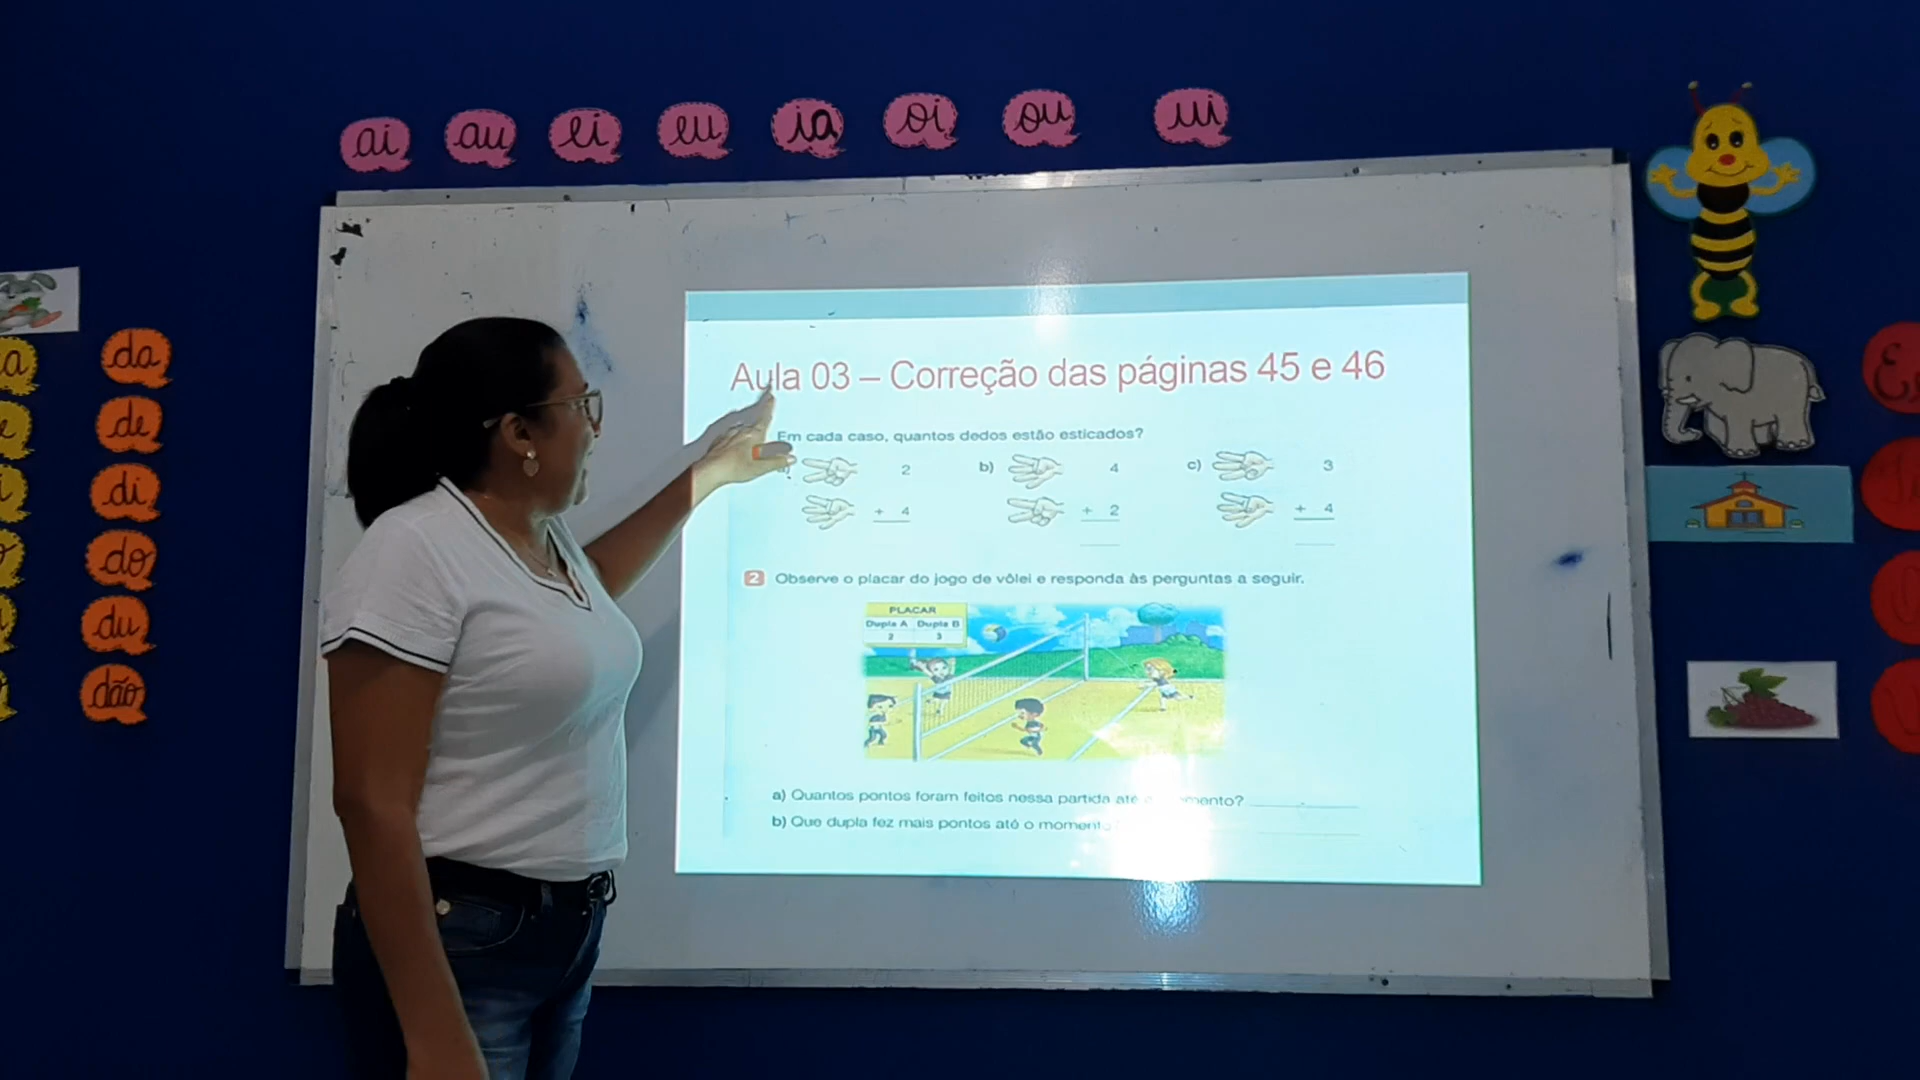 ai au ei eu ia oi ou ui
da
de
di
do
du
dão
a
e
Aula 03 – Correção das páginas 45 e 46
Em cada caso, quantos dedos estão esticados?
2 b) 4 c) 3
+ 4 + 2 + 4
2 Observe o placar do jogo de vôlei e responda às perguntas a seguir.
PLACAR
Dupla A Dupla B
2 3
a) Quantos pontos foram feitos nessa partida até
b) Que dupla fez mais pontos até o momento